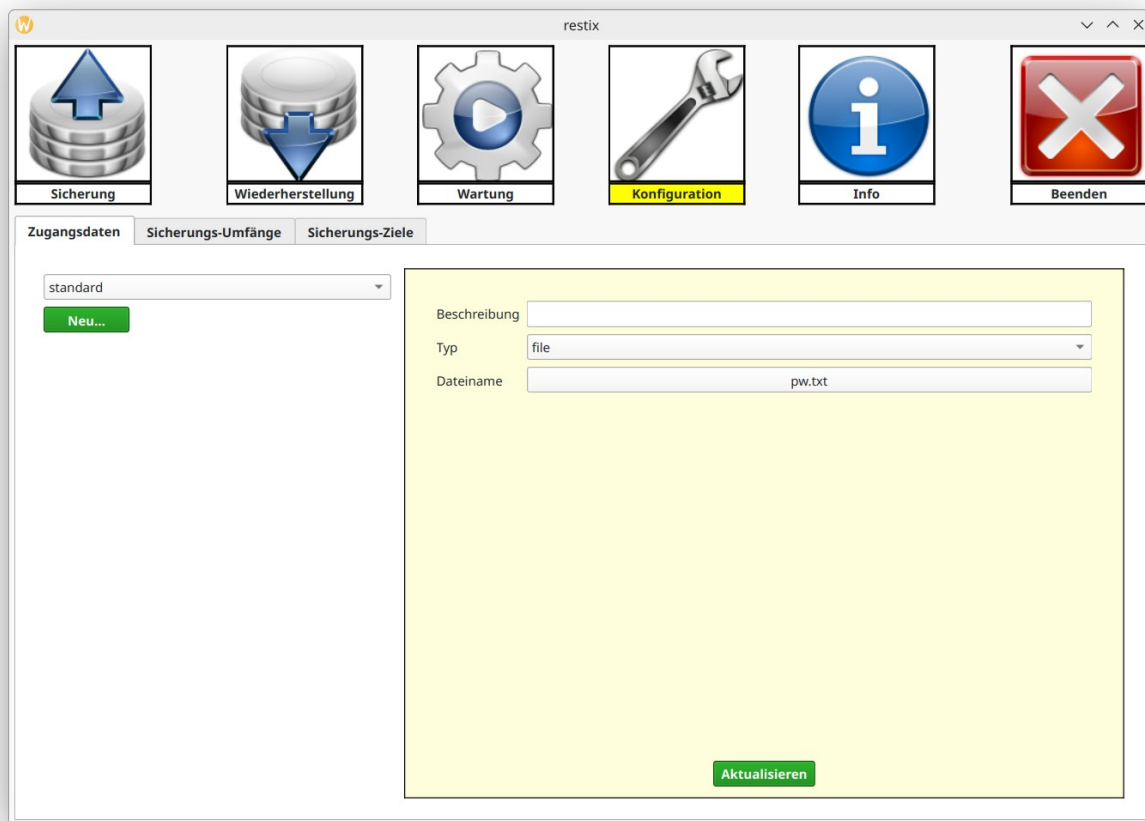 restix
Sicherung
Wiederherstellung
Wartung
Konfiguration
Info
Beenden
Zugangsdaten
Sicherungs-Umfänge
Sicherungs-Ziele
standard
Neu...
Beschreibung
Typ
file
Dateiname
pw.txt
Aktualisieren